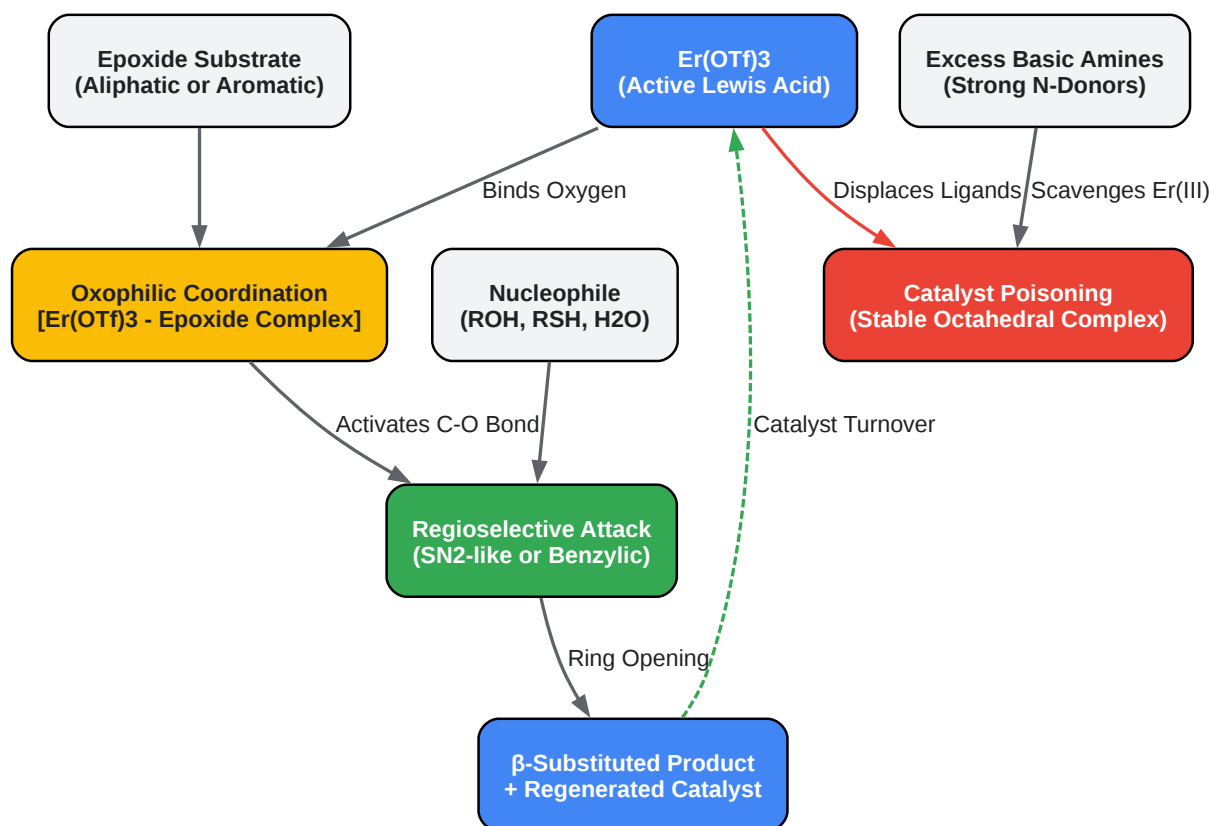 Epoxide Substrate
(Aliphatic or Aromatic)
Er(OTf)3
(Active Lewis Acid)
Excess Basic Amines
(Strong N-Donors)
Binds Oxygen
Displaces Ligands
Scavenges Er(III)
Oxophilic Coordination
[Er(OTf)3 - Epoxide Complex]
Nucleophile
(ROH, RSH, H2O)
Catalyst Poisoning
(Stable Octahedral Complex)
Activates C-O Bond
Catalyst Turnover
Regioselective Attack
(SN2-like or Benzylic)
Ring Opening
β-Substituted Product
+ Regenerated Catalyst